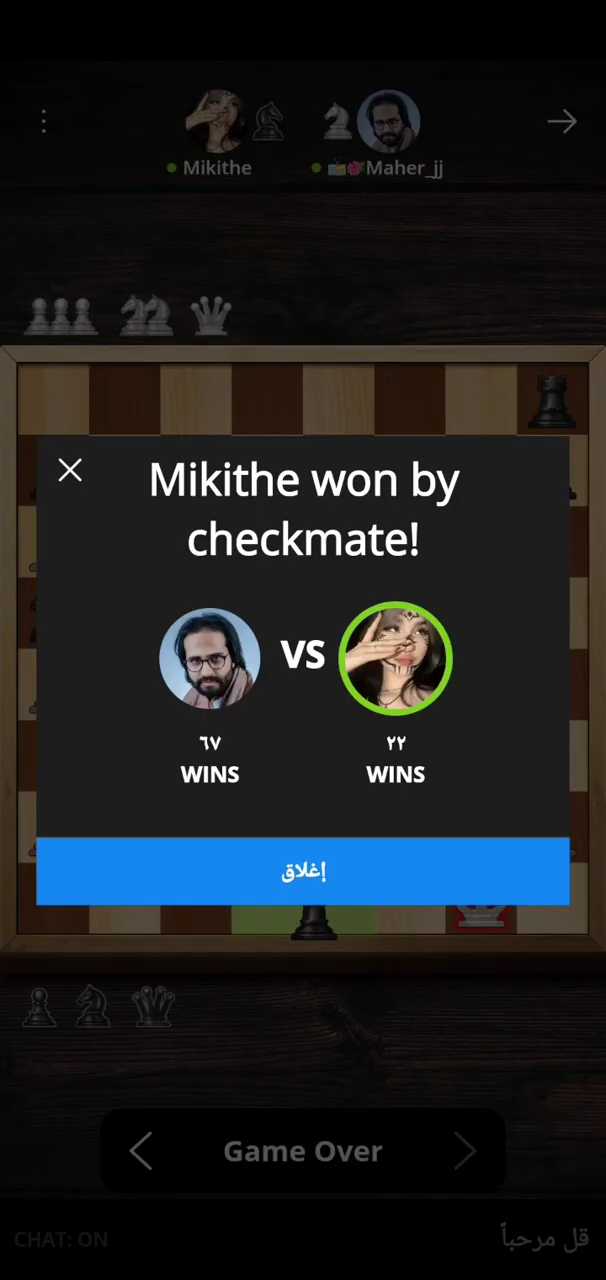 Mikithe
Maher_jj
Mikithe won by
checkmate!
VS
٦٧
WINS
٢٢
WINS
إغلاق
Game Over
CHAT: ON
قل مرحباً